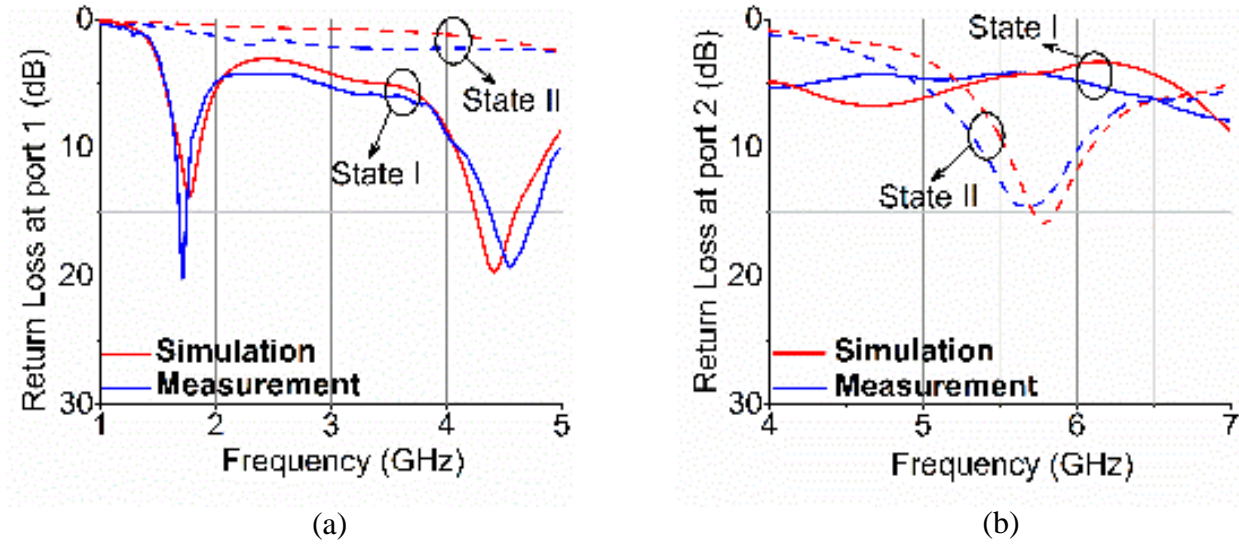 Return Loss at port 1 (dB)
0
10
20
30
State II
State I
Simulation
Measurement
1 2 3 4 5
Frequency (GHz)
(a)
Return Loss at port 2 (dB)
0
10
20
30
State I
State II
Simulation
Measurement
4 5 6 7
Frequency (GHz)
(b)